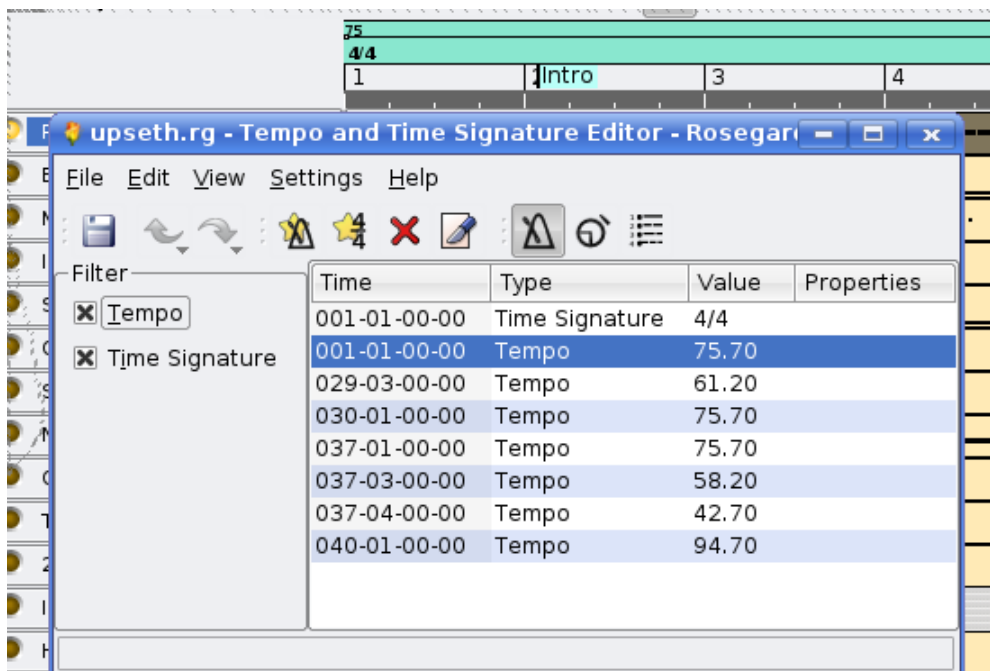 75
4/4
1 2 Intro 3 4
upseth.rg - Tempo and Time Signature Editor - Rosegar
File Edit View Settings Help
Filter
Tempo
Time Signature
Time Type Value Properties
001-01-00-00 Time Signature 4/4
001-01-00-00 Tempo 75.70
029-03-00-00 Tempo 61.20
030-01-00-00 Tempo 75.70
037-01-00-00 Tempo 75.70
037-03-00-00 Tempo 58.20
037-04-00-00 Tempo 42.70
040-01-00-00 Tempo 94.70